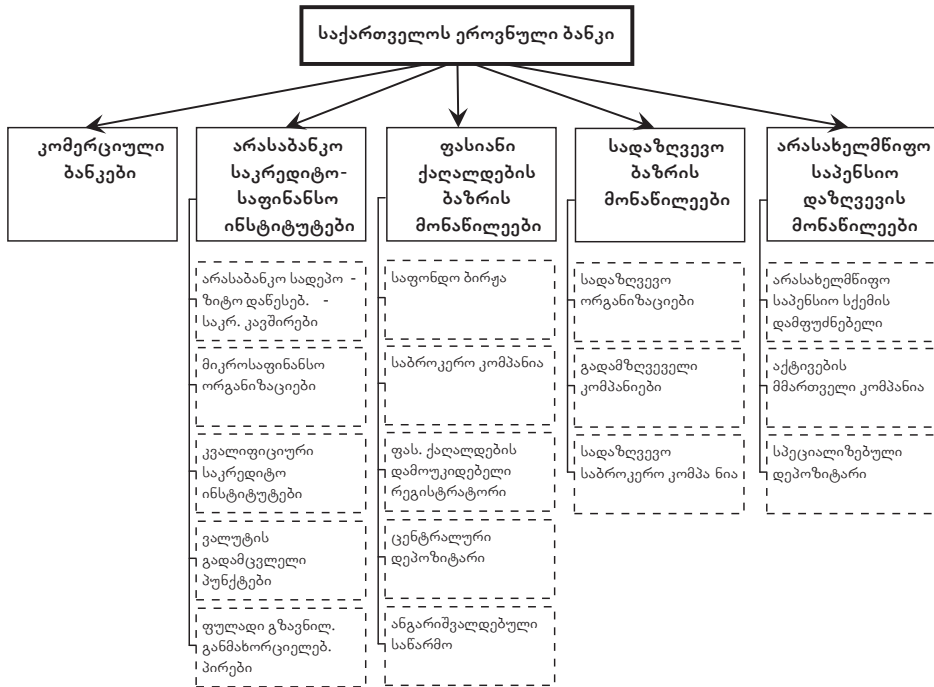 საქართველოს ეროვნული ბანკი
კომერციული
ბანკები
არასაბანკო
საკრედიტო-
საფინანსო
ინსტიტუტები
არასაბანკო სადეპო -
ზიტო დაწესებ. -
საკრ. კავშირები
მიკროსაფინანსო
ორგანიზაციები
კვალიფიციური
საკრედიტო
ინსტიტუტები
ვალუტის
გადამცვლელი
პუნქტები
ფულადი გზავნილ.
განმახორციელებ.
პირები
ფასიანი
ქაღალდების
ბაზრის
მონაწილეები
საფონდო ბირჟა
საბროკერო კომპანია
ფას. ქაღალდების
დამოუკიდებელი
რეგისტრატორი
ცენტრალური
დეპოზიტარი
ანგარიშვალდებული
საწარმო
სადაზღვევო
ბაზრის
მონაწილეები
სადაზღვევო
ორგანიზაციები
გადამზღვეველი
კომპანიები
სადაზღვევო
საბროკერო კომპა ნია
არასახელმწიფო
საპენსიო
დაზღვევის
მონაწილეები
არასახელმწიფო
საპენსიო სქემის
დამფუძნებელი
აქტივების
მმართველი კომპანია
სპეციალიზებული
დეპოზიტარი